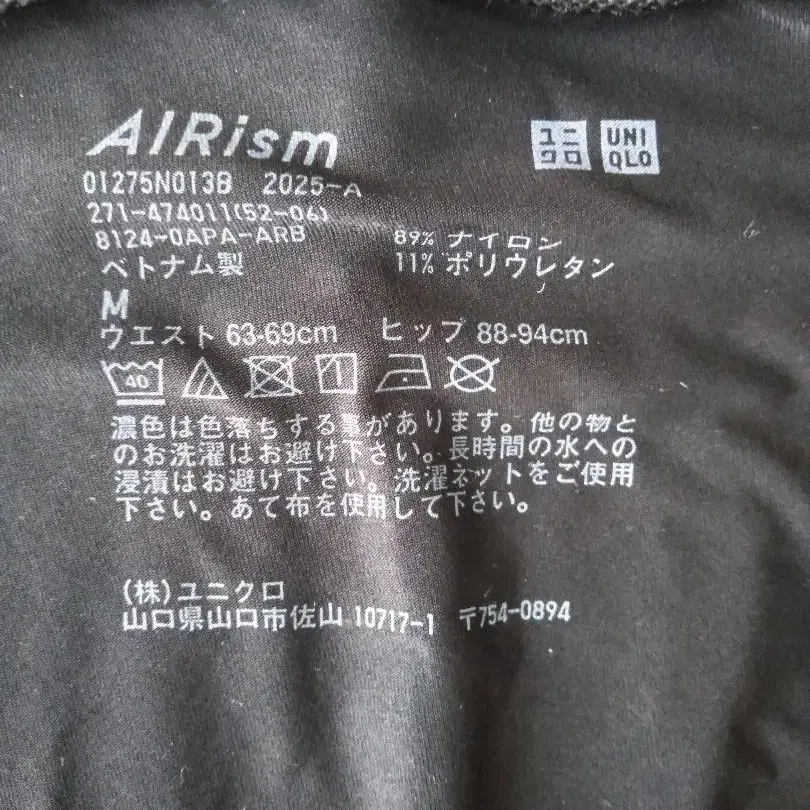 AIRism
ユニ
クロ
UNI
QLO
01275N013B 2025-A
271-474011(52-06)
8124-0APA-ARB 89% ナイロン
ベトナム製 11% ポリウレタン
M
ウエスト 63-69cm ヒップ 88-94cm
40
濃色は色落ちする事があります。他の物と
のお洗濯はお避け下さい。長時間の水への
浸漬はお避け下さい。洗濯ネットをご使用
下さい。あて布を使用して下さい。
(株)ユニクロ
山口県山口市佐山 10717-1 〒754-0894